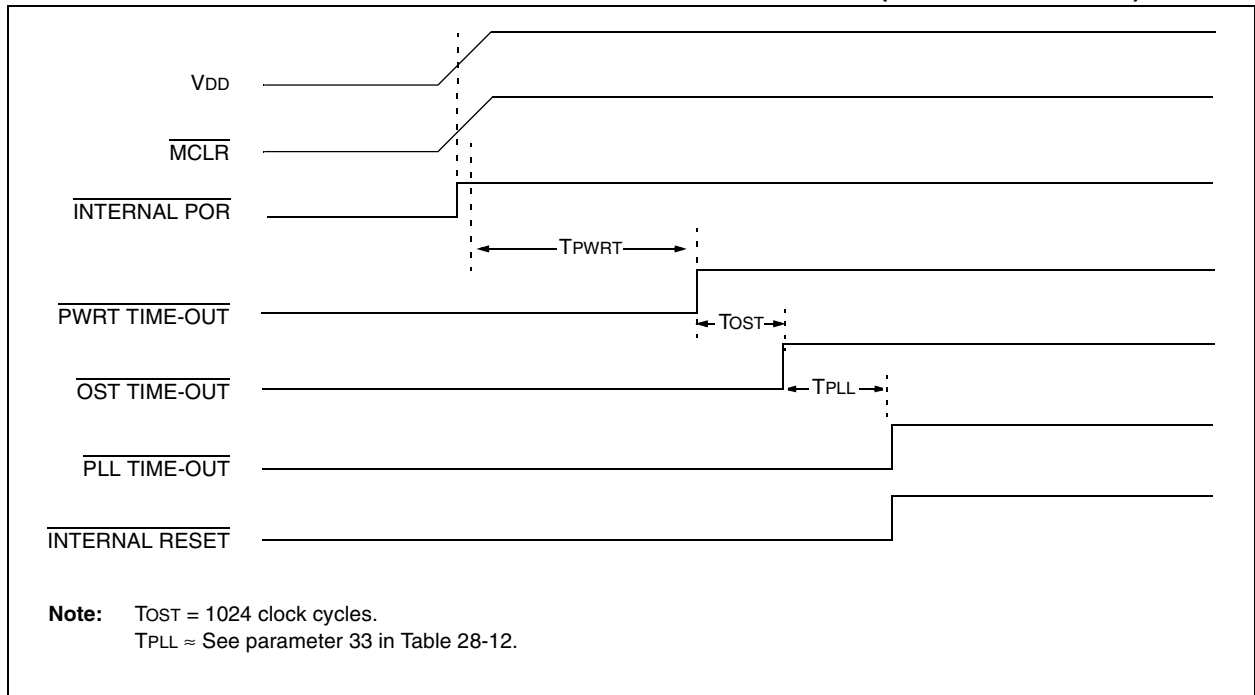 VDD
MCLR
INTERNAL POR
TPWRT
PWRT TIME-OUT
TOST
OST TIME-OUT
TPLL
PLL TIME-OUT
INTERNAL RESET
Note: TOST = 1024 clock cycles.
TPLL ≈ See parameter 33 in Table 28-12.